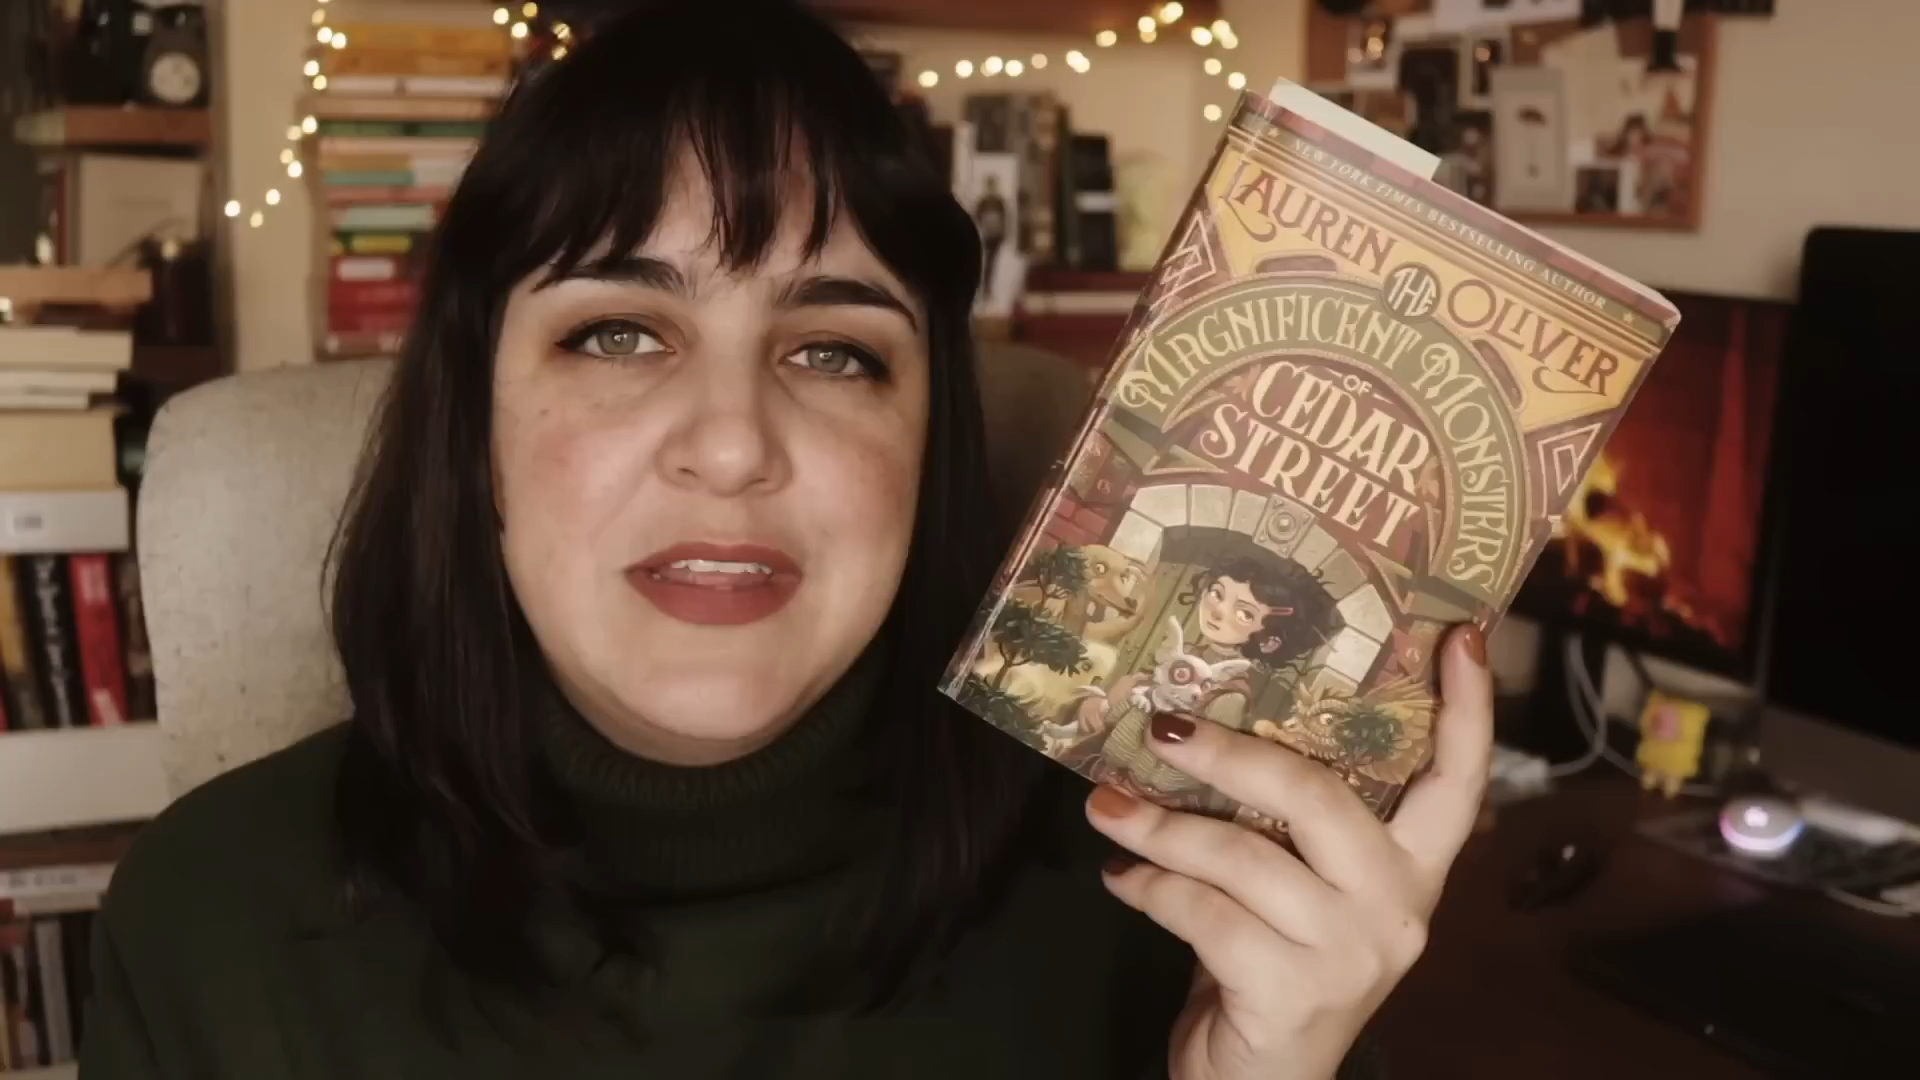 NEW YORK TIMES BESTSELLING AUTHOR
LAUREN OLIVER
THE
MAGNIFICENT MONSTERS
OF
CEDAR
STREET